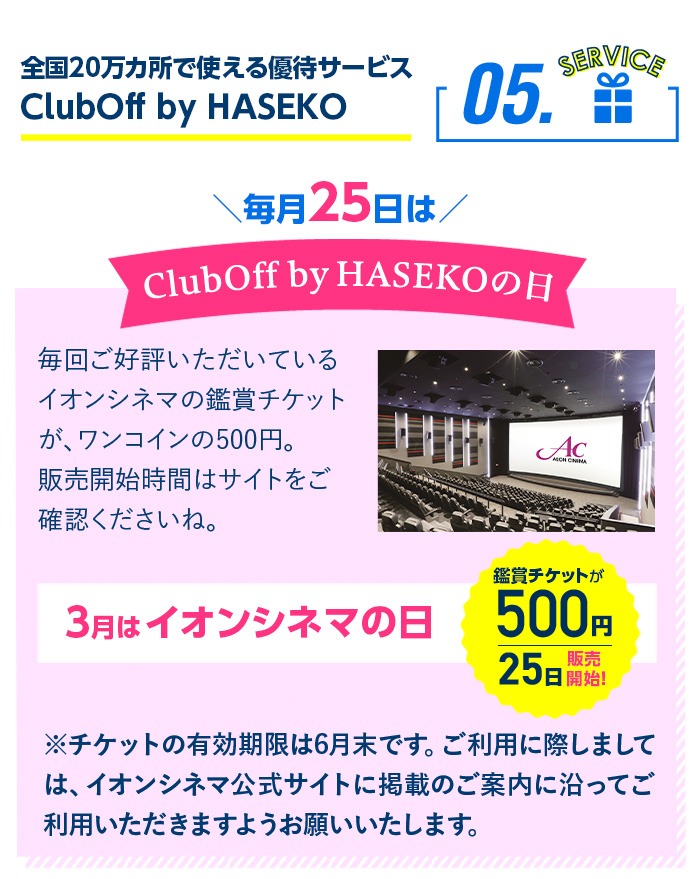 全国20万カ所で使える優待サービス
ClubOff by HASEKO
05.
SERVICE
＼毎月25日は／
ClubOff by HASEKOの日
毎回ご好評いただいている
イオンシネマの鑑賞チケット
が、ワンコインの500円。
販売開始時間はサイトをご
確認くださいね。
AC
AEON CINEMA
3月はイオンシネマの日
鑑賞チケットが
500円
25日販売開始!
※チケットの有効期限は6月末です。ご利用に際しまして
は、イオンシネマ公式サイトに掲載のご案内に沿ってご
利用いただきますようお願いいたします。